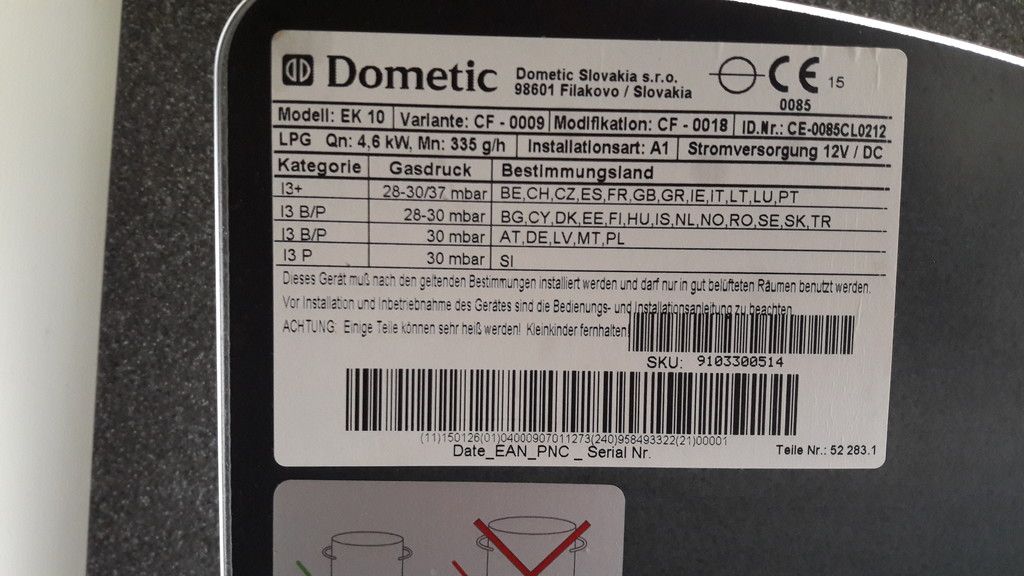 Dometic Dometic Slovakia s.r.o.
98601 Filakovo / Slovakia
CE 15
0085
Modell: EK 10 Variante: CF - 0009 Modifikation: CF - 0018 ID.Nr.: CE-0085CL0212
LPG Qn: 4,6 kW, Mn: 335 g/h Installationsart: A1 Stromversorgung 12V / DC
Kategorie Gasdruck Bestimmungsland
I3+ 28-30/37 mbar BE,CH,CZ,ES,FR,GB,GR,IE,IT,LT,LU,PT
I3 B/P 28-30 mbar BG,CY,DK,EE,FI,HU,IS,NL,NO,RO,SE,SK,TR
I3 B/P 30 mbar AT,DE,LV,MT,PL
I3 P 30 mbar SI
Dieses Gerät muß nach den geltenden Bestimmungen installiert werden und darf nur in gut belüfteten Räumen benutzt werden.
Vor Installation und Inbetriebnahme des Gerätes sind die Bedienungs- und Installationsanleitung zu beachten
ACHTUNG: Einige Teile können sehr heiß werden! Kleinkinder fernhalten!
SKU: 9103300514
(11)150126(01)04000907011273(240)958493322(21)00001
Date_EAN_PNC _ Serial Nr.
Teile Nr.: 52 283.1